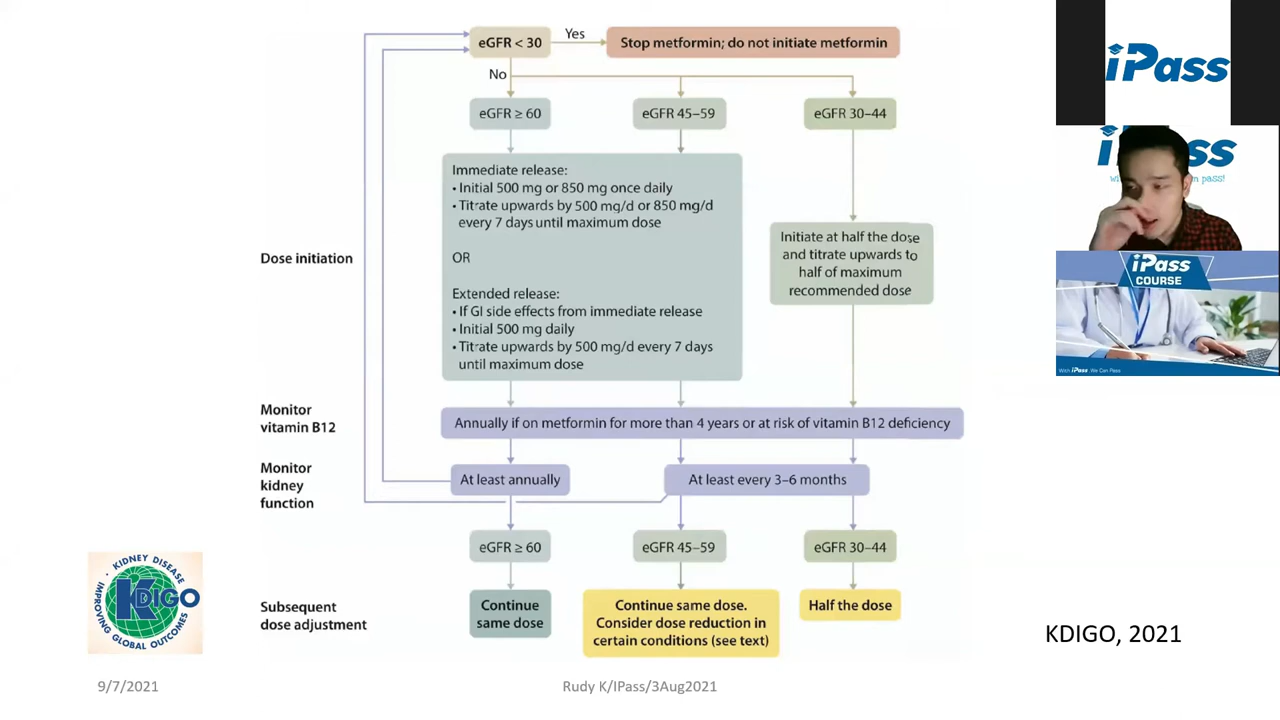 eGFR < 30
Yes
Stop metformin; do not initiate metformin
No
eGFR ≥ 60
eGFR 45–59
eGFR 30–44
Dose initiation
Immediate release:
• Initial 500 mg or 850 mg once daily
• Titrate upwards by 500 mg/d or 850 mg/d
every 7 days until maximum dose
OR
Extended release:
• If GI side effects from immediate release
• Initial 500 mg daily
• Titrate upwards by 500 mg/d every 7 days
until maximum dose
Initiate at half the dose
and titrate upwards to
half of maximum
recommended dose
Monitor
vitamin B12
Annually if on metformin for more than 4 years or at risk of vitamin B12 deficiency
Monitor
kidney
function
At least annually
At least every 3–6 months
eGFR ≥ 60
eGFR 45–59
eGFR 30–44
Subsequent
dose adjustment
Continue
same dose
Continue same dose.
Consider dose reduction in
certain conditions (see text)
Half the dose
KIDNEY DISEASE
KDIGO
IMPROVING GLOBAL OUTCOMES
KDIGO, 2021
9/7/2021
Rudy K/IPass/3Aug2021
iPass
pass!
iPass
COURSE
With iPass We Can Pass